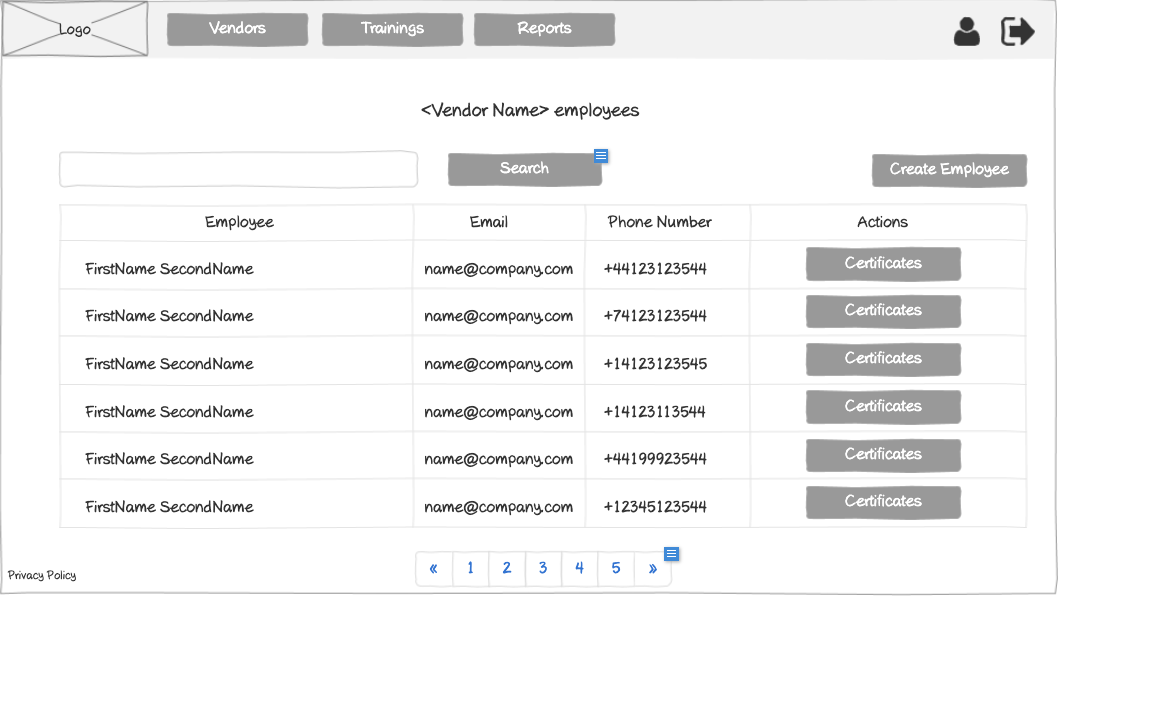 Logo Vendors Trainings Reports
<Vendor Name> employees
Search Create Employee
Employee Email Phone Number Actions
FirstName SecondName name@company.com +44123123544 Certificates
FirstName SecondName name@company.com +74123123544 Certificates
FirstName SecondName name@company.com +14123123545 Certificates
FirstName SecondName name@company.com +14123113544 Certificates
FirstName SecondName name@company.com +44199923544 Certificates
FirstName SecondName name@company.com +12345123544 Certificates
« 1 2 3 4 5 »
Privacy Policy